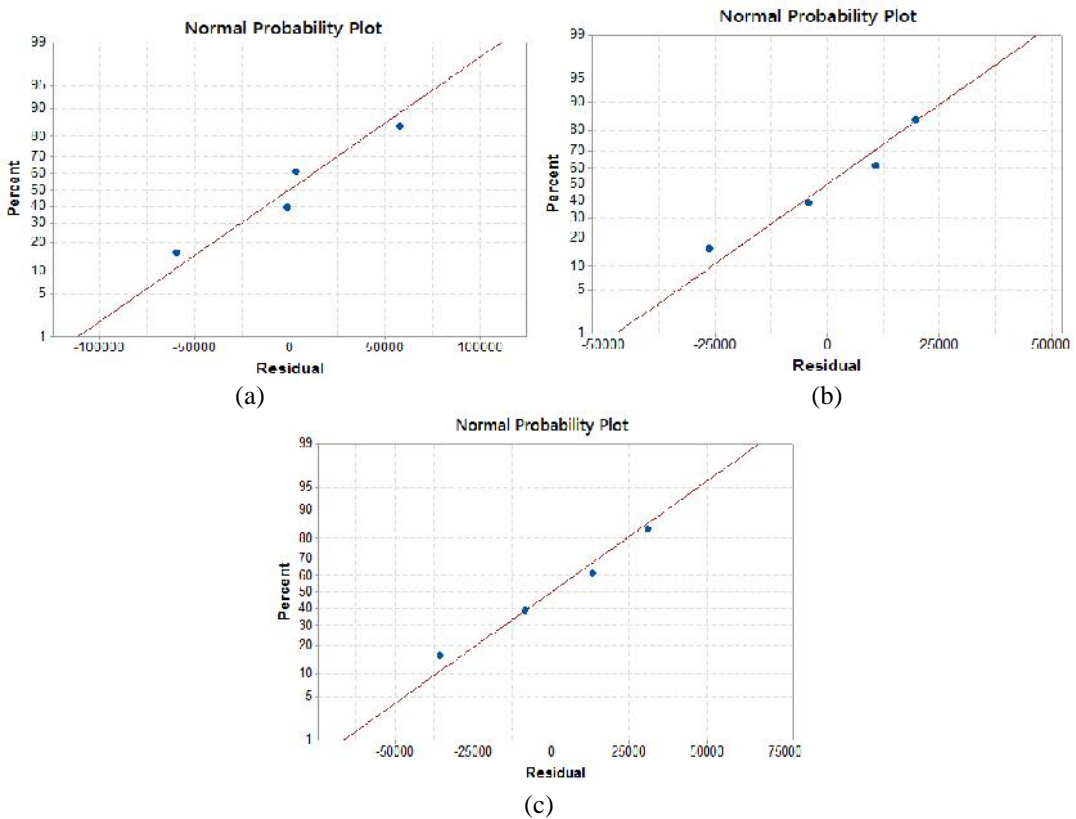 Normal Probability Plot
99
95
90
80
70
60
50
40
30
20
10
5
1
Percent
-100000 -50000 0 50000 100000
Residual
(a)
Normal Probability Plot
99
95
90
80
70
60
50
40
30
20
10
5
1
Percent
-50000 -25000 0 25000 50000
Residual
(b)
Normal Probability Plot
99
95
90
80
70
60
50
40
30
20
10
5
1
Percent
-50000 -25000 0 25000 50000 75000
Residual
(c)